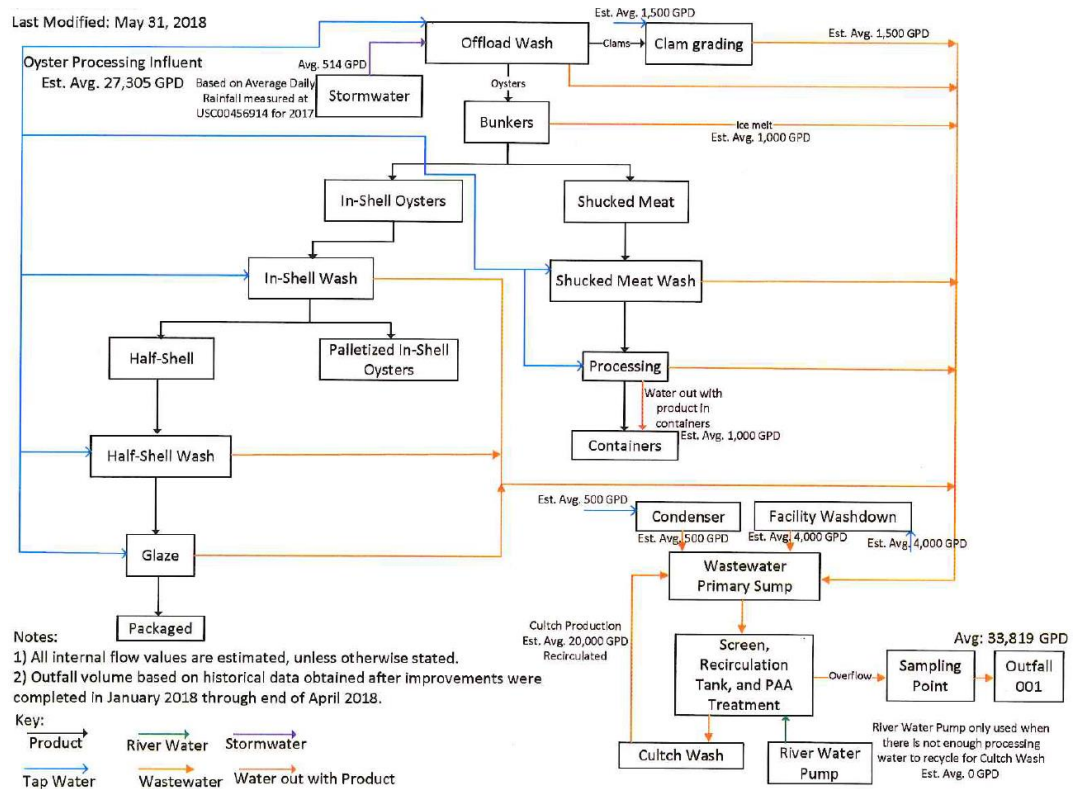 Last Modified: May 31, 2018
Oyster Processing Influent
Est. Avg. 27,305 GPD
Avg. 514 GPD
Based on Average Daily
Rainfall measured at
USC00456914 for 2017
Stormwater
Offload Wash
Clams
Est. Avg. 1,500 GPD
Clam grading
Est. Avg. 1,500 GPD
Oysters
Bunkers
Ice melt
Est. Avg. 1,000 GPD
In-Shell Oysters
Shucked Meat
In-Shell Wash
Shucked Meat Wash
Half-Shell
Palletized In-Shell
Oysters
Processing
Water out with
product in
containers
Est. Avg. 1,000 GPD
Containers
Half-Shell Wash
Glaze
Packaged
Est. Avg. 500 GPD
Condenser
Est. Avg. 500 GPD
Facility Washdown
Est. Avg. 4,000 GPD
Est. Avg. 4,000 GPD
Wastewater
Primary Sump
Cultch Production
Est. Avg. 20,000 GPD
Recirculated
Screen,
Recirculation
Tank, and PAA
Treatment
Overflow
Sampling
Point
Avg: 33,819 GPD
Outfall
001
Cultch Wash
River Water
Pump
River Water Pump only used when
there is not enough processing
water to recycle for Cultch Wash
Est. Avg. 0 GPD
Notes:
1) All internal flow values are estimated, unless otherwise stated.
2) Outfall volume based on historical data obtained after improvements were
completed in January 2018 through end of April 2018.
Key:
Product
River Water
Stormwater
Tap Water
Wastewater
Water out with Product